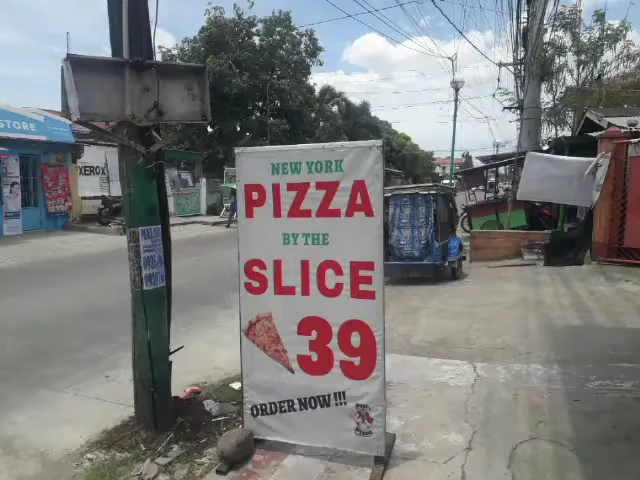 STORE
XEROX
NEW YORK
PIZZA
BY THE
SLICE
39
ORDER NOW !!!